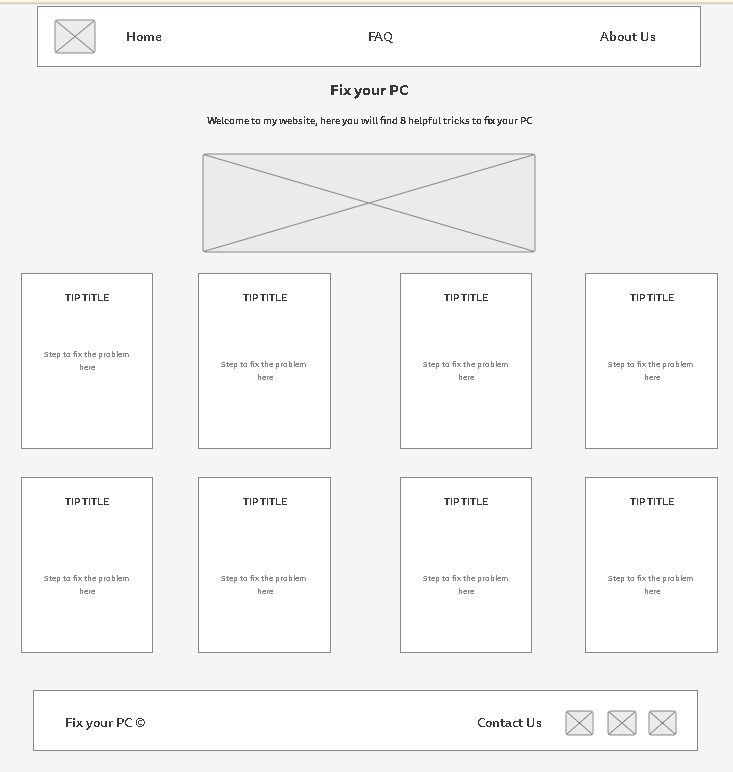 Home FAQ About Us
Fix your PC
Welcome to my website, here you will find 8 helpful tricks to fix your PC
TIP TITLE TIP TITLE TIP TITLE TIP TITLE
Step to fix the problem
here
Step to fix the problem
here
Step to fix the problem
here
Step to fix the problem
here
TIP TITLE TIP TITLE TIP TITLE TIP TITLE
Step to fix the problem
here
Step to fix the problem
here
Step to fix the problem
here
Step to fix the problem
here
Fix your PC © Contact Us